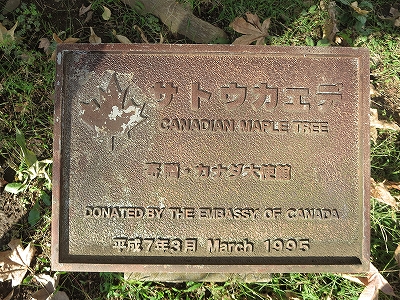 サトウカエデ
CANADIAN MAPLE TREE
寄贈・カナダ大使館
DONATED BY THE EMBASSY OF CANADA
平成7年3月 March 1995